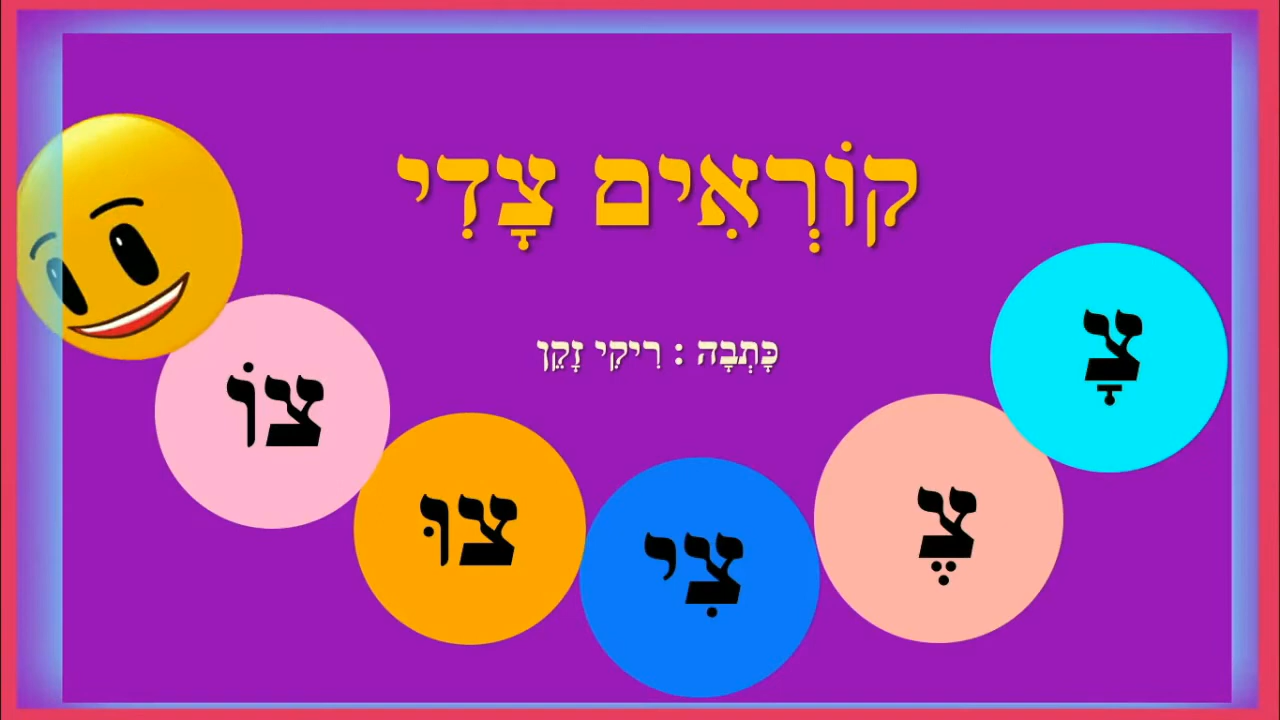 קוֹרְאִים צָדִי
כָּתְבָה : רִיקִי זָקֵן
צָ
צֶ
צִי
צוּ
צוֹ